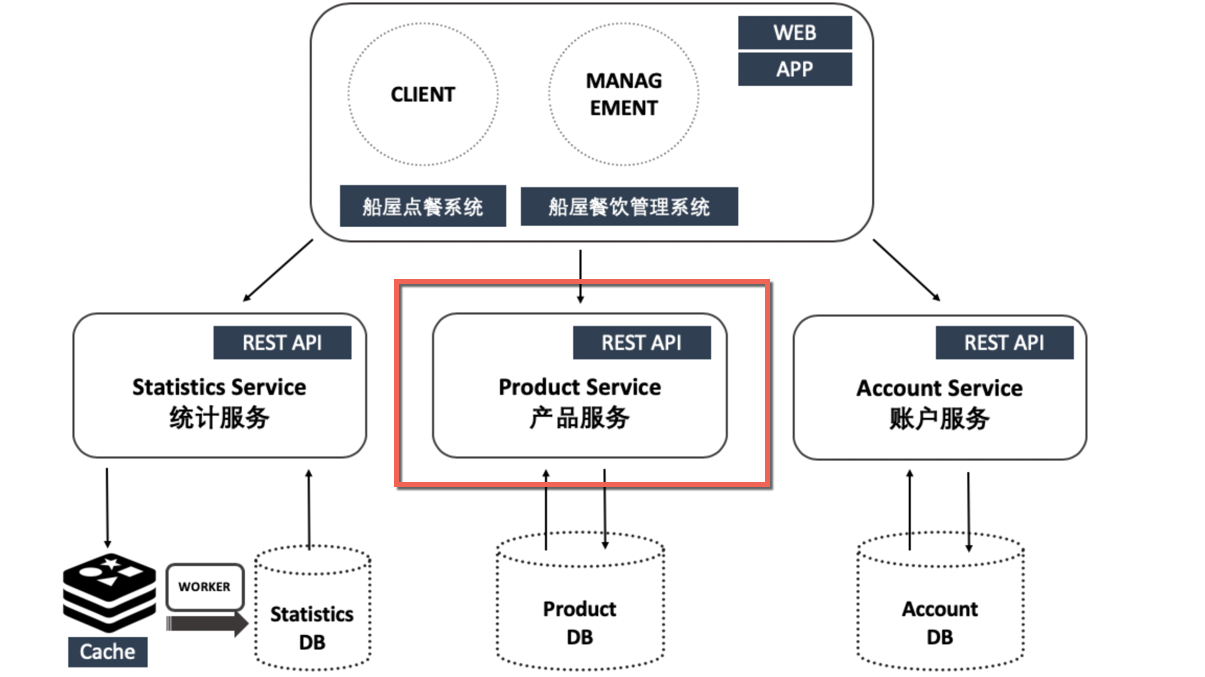 WEB
APP
CLIENT
MANAG
EMENT
船屋点餐系统
船屋餐饮管理系统
REST API
Statistics Service
统计服务
REST API
Product Service
产品服务
REST API
Account Service
账户服务
WORKER
Cache
Statistics
DB
Product
DB
Account
DB